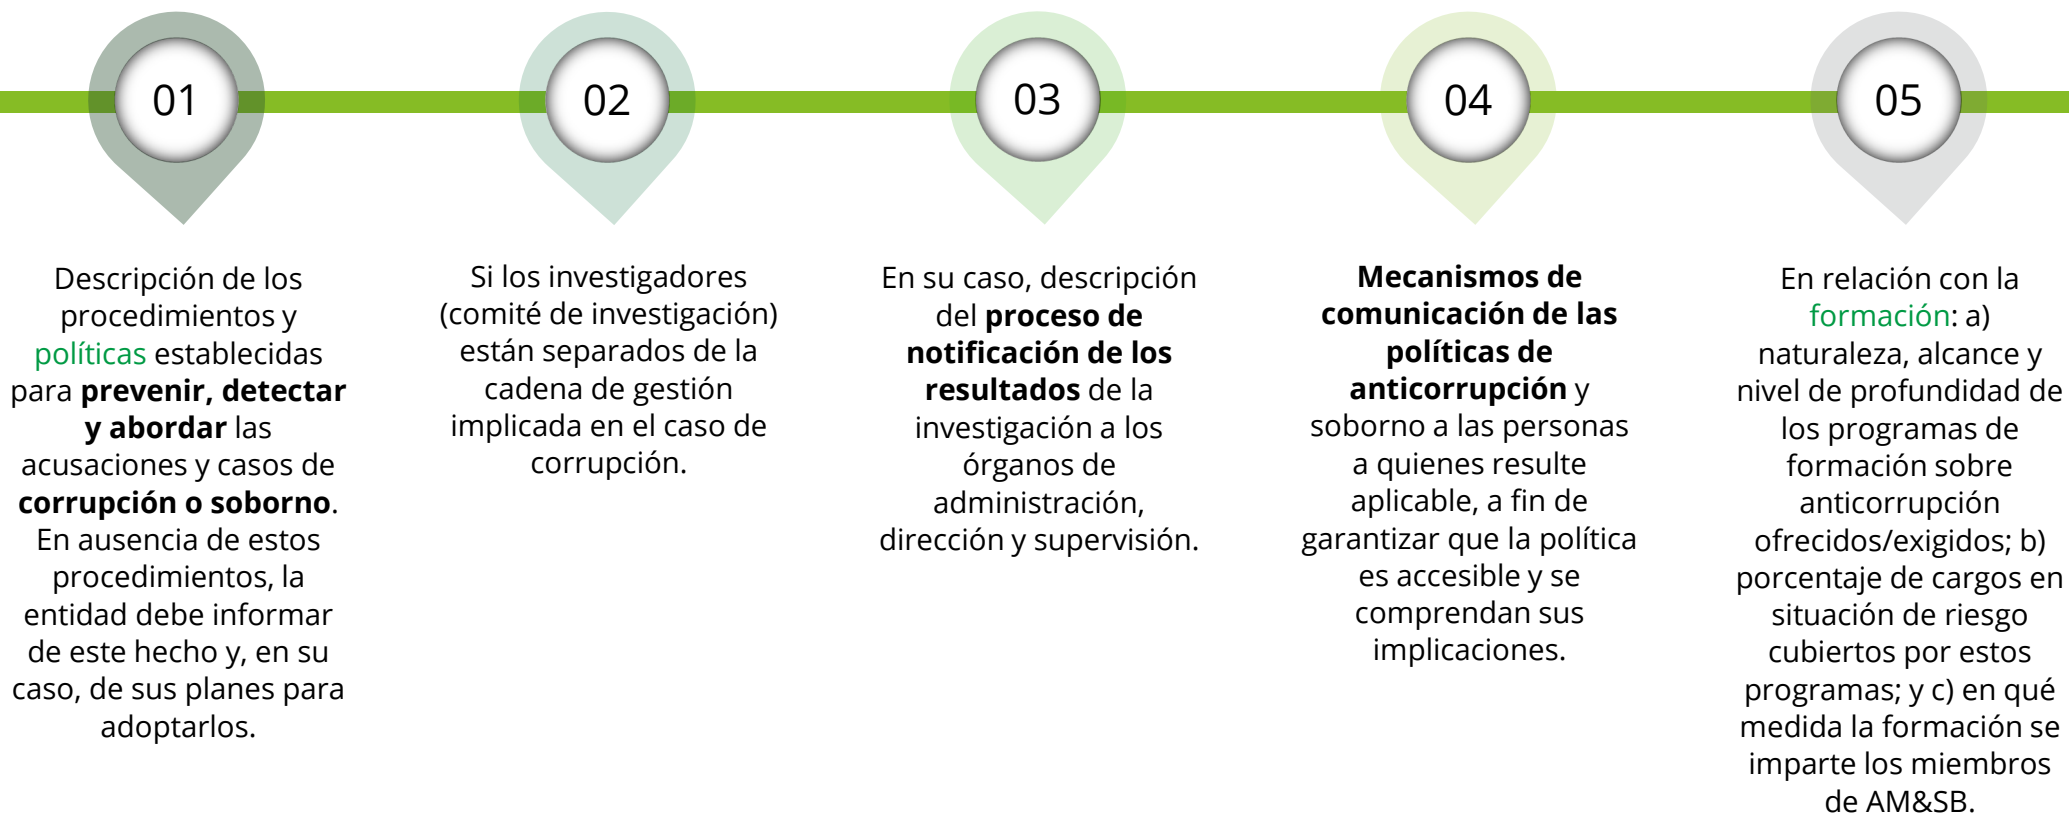 01
Descripción de los
procedimientos y
políticas establecidas
para prevenir, detectar
y abordar las
acusaciones y casos de
corrupción o soborno.
En ausencia de estos
procedimientos, la
entidad debe informar
de este hecho y, en su
caso, de sus planes para
adoptarlos.
02
Si los investigadores
(comité de investigación)
están separados de la
cadena de gestión
implicada en el caso de
corrupción.
03
En su caso, descripción
del proceso de
notificación de los
resultados de la
investigación a los
órganos de
administración,
dirección y supervisión.
04
Mecanismos de
comunicación de las
políticas de
anticorrupción y
soborno a las personas
a quienes resulte
aplicable, a fin de
garantizar que la política
es accesible y se
comprendan sus
implicaciones.
05
En relación con la
formación: a)
naturaleza, alcance y
nivel de profundidad de
los programas de
formación sobre
anticorrupción
ofrecidos/exigidos; b)
porcentaje de cargos en
situación de riesgo
cubiertos por estos
programas; y c) en qué
medida la formación se
imparte los miembros
de AM&SB.